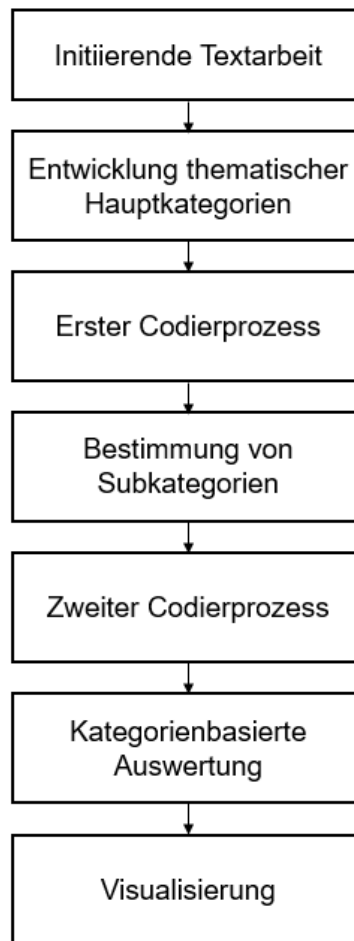 Initiierende Textarbeit
Entwicklung thematischer
Hauptkategorien
Erster Codierprozess
Bestimmung von
Subkategorien
Zweiter Codierprozess
Kategorienbasierte
Auswertung
Visualisierung